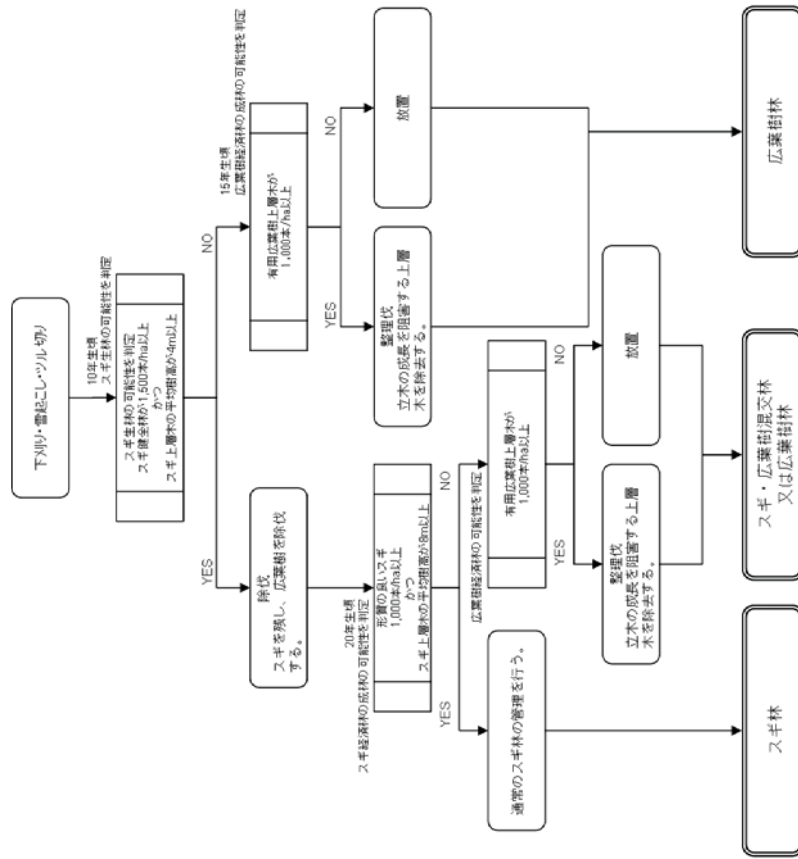 下刈り・雪起こし・ツル切り
10年生頃
スギ生林の可能性を判定
スギ生林の可能性を判定
スギ健全林が1,500本/ha以上
かつ
スギ上層木の平均樹高が4m以上
YES
NO
除伐
スギを残し、広葉樹を除伐
する。
15年生頃
広葉樹経済林の成林の可能性を判定
有用広葉樹上層木が
1,000本/ha以上
YES
NO
整理伐
立木の成長を阻害する上層
木を除去する。
放置
20年生頃
スギ経済林の成林の可能性を判定
形質の良いスギ
1,000本/ha以上
かつ
スギ上層木の平均樹高が8m以上
YES
NO
広葉樹経済林の可能性を判定
通常のスギ林の管理を行う。
有用広葉樹上層木が
1,000本/ha以上
YES
NO
整理伐
立木の成長を阻害する上層
木を除去する。
放置
スギ林
スギ・広葉樹混交林
又は広葉樹林
広葉樹林